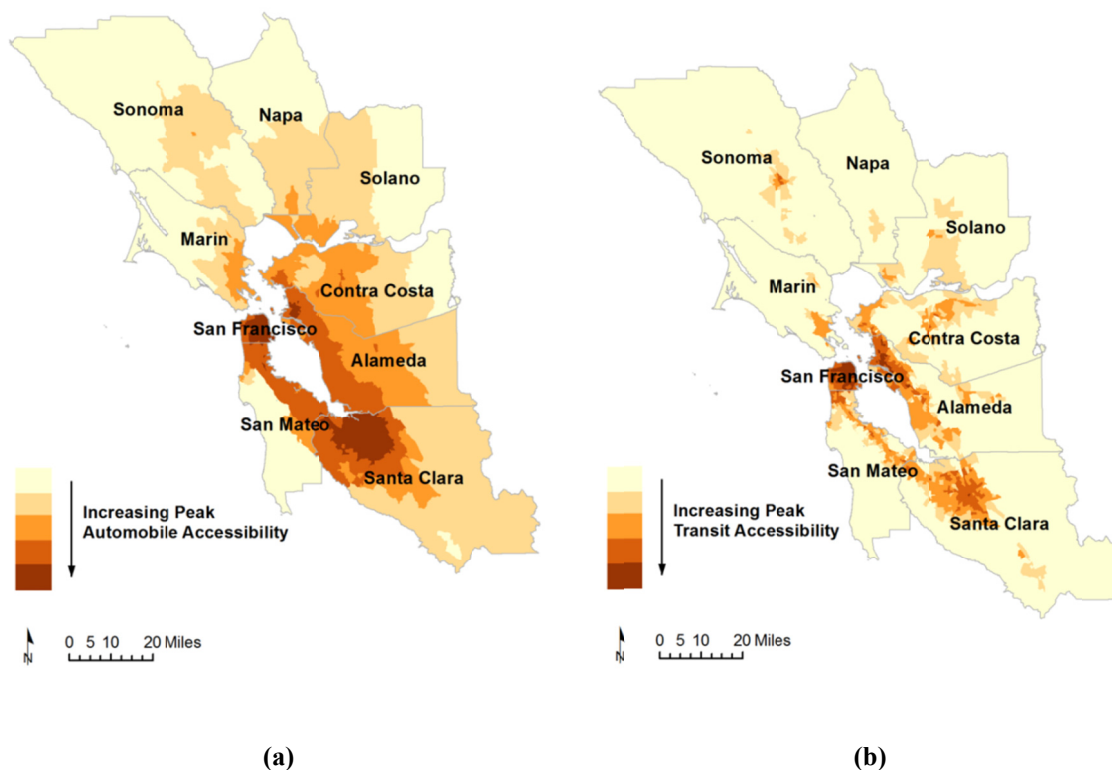 Sonoma
Napa
Solano
Marin
Contra Costa
San Francisco
Alameda
San Mateo
Santa Clara
Increasing Peak
Automobile Accessibility
N
0 5 10 20 Miles
(a)
Sonoma
Napa
Solano
Marin
Contra Costa
San Francisco
Alameda
San Mateo
Santa Clara
Increasing Peak
Transit Accessibility
N
0 5 10 20 Miles
(b)